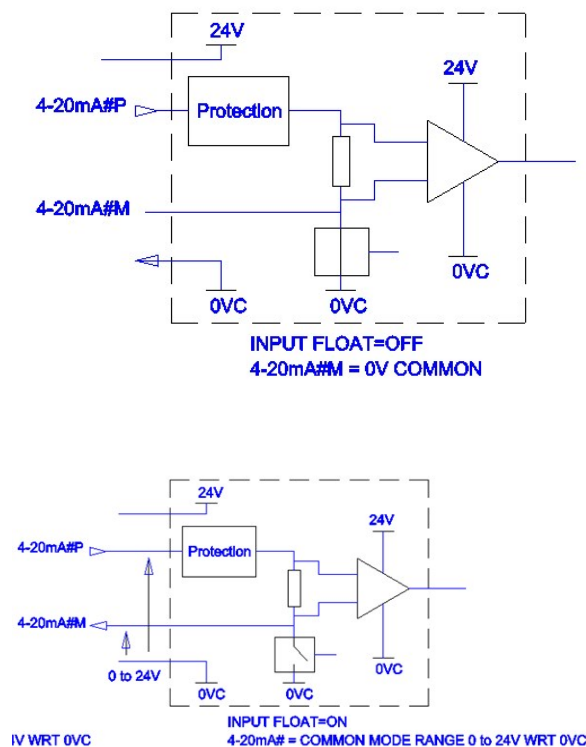 24V
24V
4-20mA#P
Protection
4-20mA#M
0VC
0VC
0VC
INPUT FLOAT=OFF
4-20mA#M = 0V COMMON
24V
24V
4-20mA#P
Protection
4-20mA#M
0 to 24V
0VC
0VC
0VC
INPUT FLOAT=ON
V WRT 0VC
4-20mA# = COMMON MODE RANGE 0 to 24V WRT 0VC